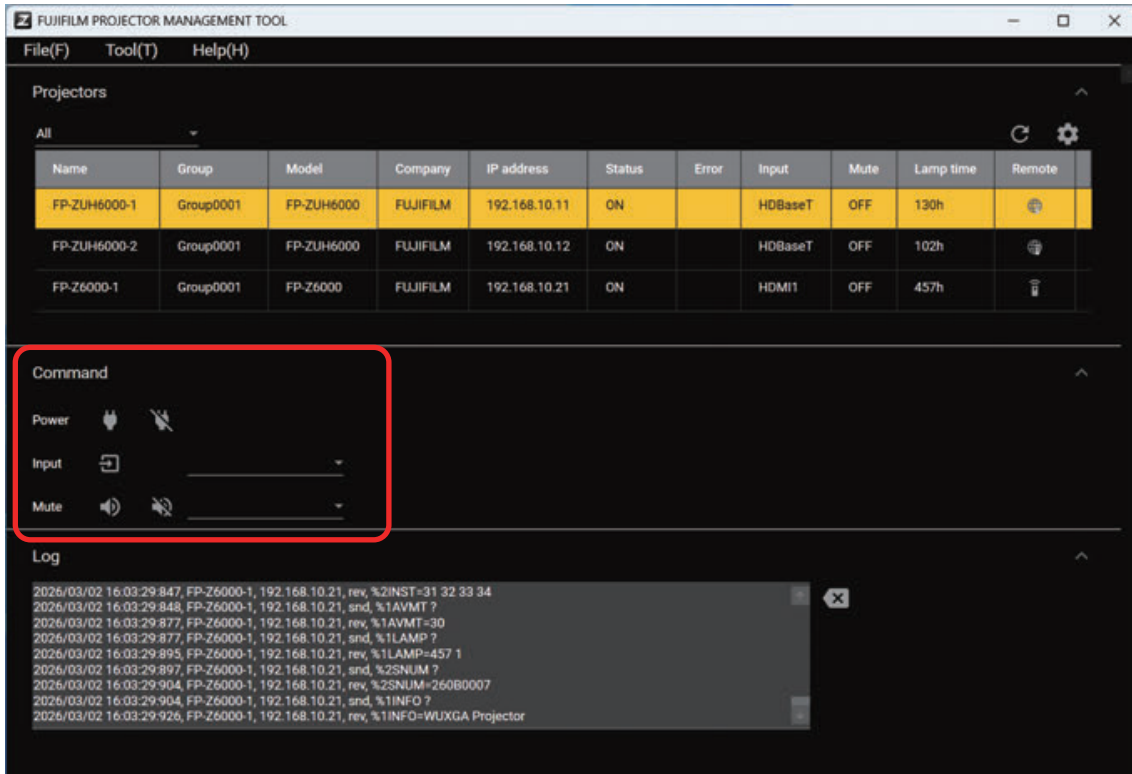 FUJIFILM PROJECTOR MANAGEMENT TOOL
File(F) Tool(T) Help(H)
Projectors
All
Name Group Model Company IP address Status Error Input Mute Lamp time Remote
FP-ZUH6000-1 Group0001 FP-ZUH6000 FUJIFILM 192.168.10.11 ON HDBaseT OFF 130h
FP-ZUH6000-2 Group0001 FP-ZUH6000 FUJIFILM 192.168.10.12 ON HDBaseT OFF 102h
FP-Z6000-1 Group0001 FP-Z6000 FUJIFILM 192.168.10.21 ON HDMI1 OFF 457h
Command
Power
Input
Mute
Log
2026/03/02 16:03:29:847, FP-Z6000-1, 192.168.10.21, rev, %2INST=31 32 33 34
2026/03/02 16:03:29:848, FP-Z6000-1, 192.168.10.21, snd, %1AVMT ?
2026/03/02 16:03:29:877, FP-Z6000-1, 192.168.10.21, rev, %1AVMT=30
2026/03/02 16:03:29:877, FP-Z6000-1, 192.168.10.21, snd, %1LAMP ?
2026/03/02 16:03:29:895, FP-Z6000-1, 192.168.10.21, rev, %1LAMP=457 1
2026/03/02 16:03:29:897, FP-Z6000-1, 192.168.10.21, snd, %2SNUM ?
2026/03/02 16:03:29:904, FP-Z6000-1, 192.168.10.21, rev, %2SNUM=260B0007
2026/03/02 16:03:29:904, FP-Z6000-1, 192.168.10.21, snd, %1INFO ?
2026/03/02 16:03:29:926, FP-Z6000-1, 192.168.10.21, rev, %1INFO=WUXGA Projector